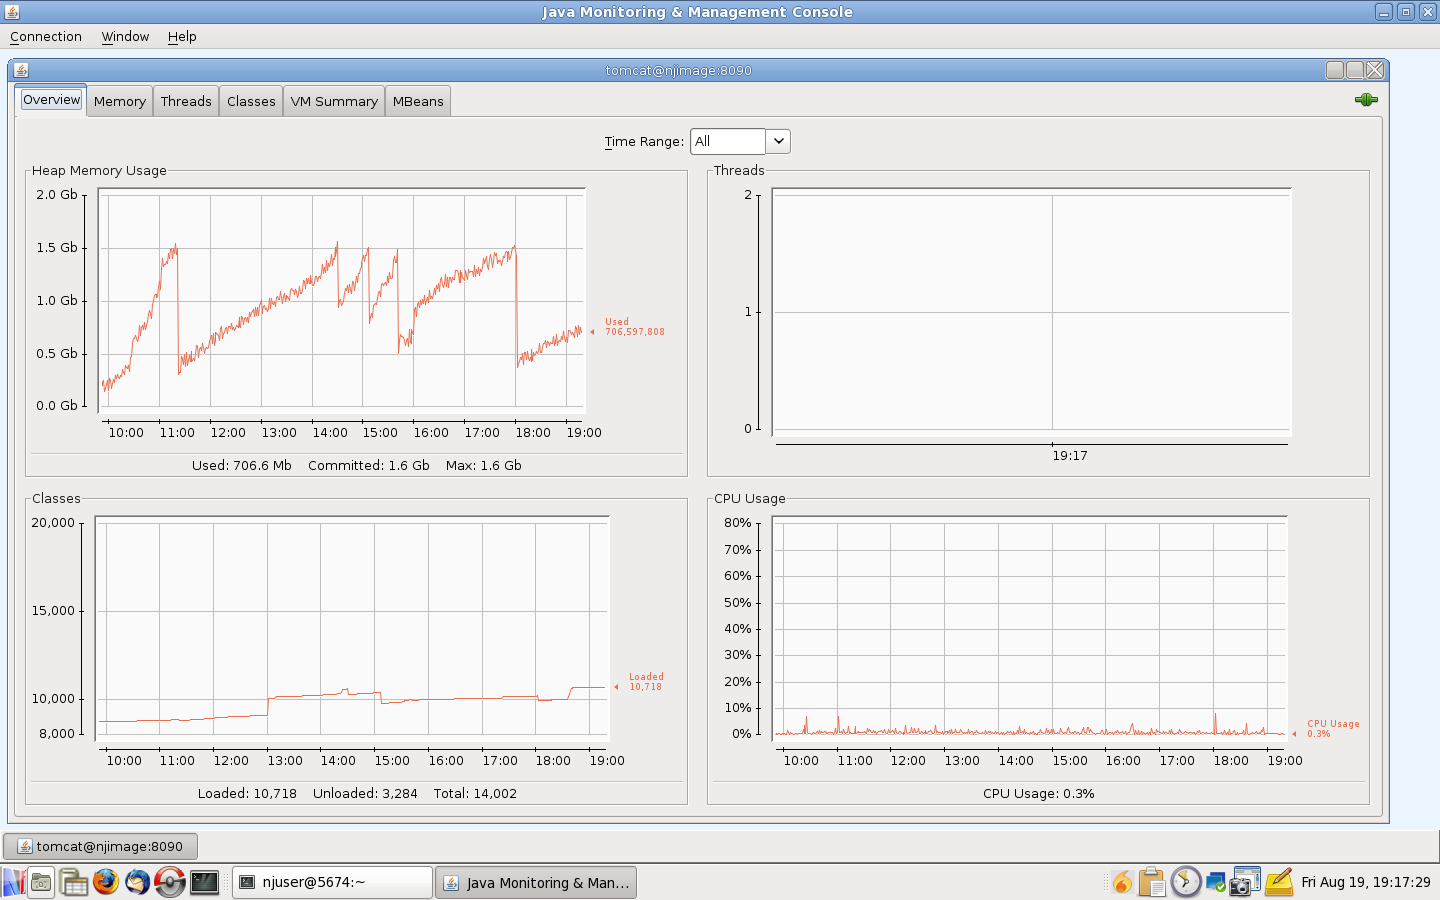 Java Monitoring & Management Console
Connection Window Help
tomcat@njimage:8090
Overview Memory Threads Classes VM Summary MBeans
Time Range: All
Heap Memory Usage
2.0 Gb
1.5 Gb
1.0 Gb
0.5 Gb
0.0 Gb
Used
706,597,808
10:00 11:00 12:00 13:00 14:00 15:00 16:00 17:00 18:00 19:00
Used: 706.6 Mb Committed: 1.6 Gb Max: 1.6 Gb
Threads
2
1
0
19:17
Classes
20,000
15,000
10,000
8,000
Loaded
10,718
10:00 11:00 12:00 13:00 14:00 15:00 16:00 17:00 18:00 19:00
Loaded: 10,718 Unloaded: 3,284 Total: 14,002
CPU Usage
80%
70%
60%
50%
40%
30%
20%
10%
0%
CPU Usage
0.3%
10:00 11:00 12:00 13:00 14:00 15:00 16:00 17:00 18:00 19:00
CPU Usage: 0.3%
tomcat@njimage:8090
njuser@5674:~ Java Monitoring & Man... Fri Aug 19, 19:17:29